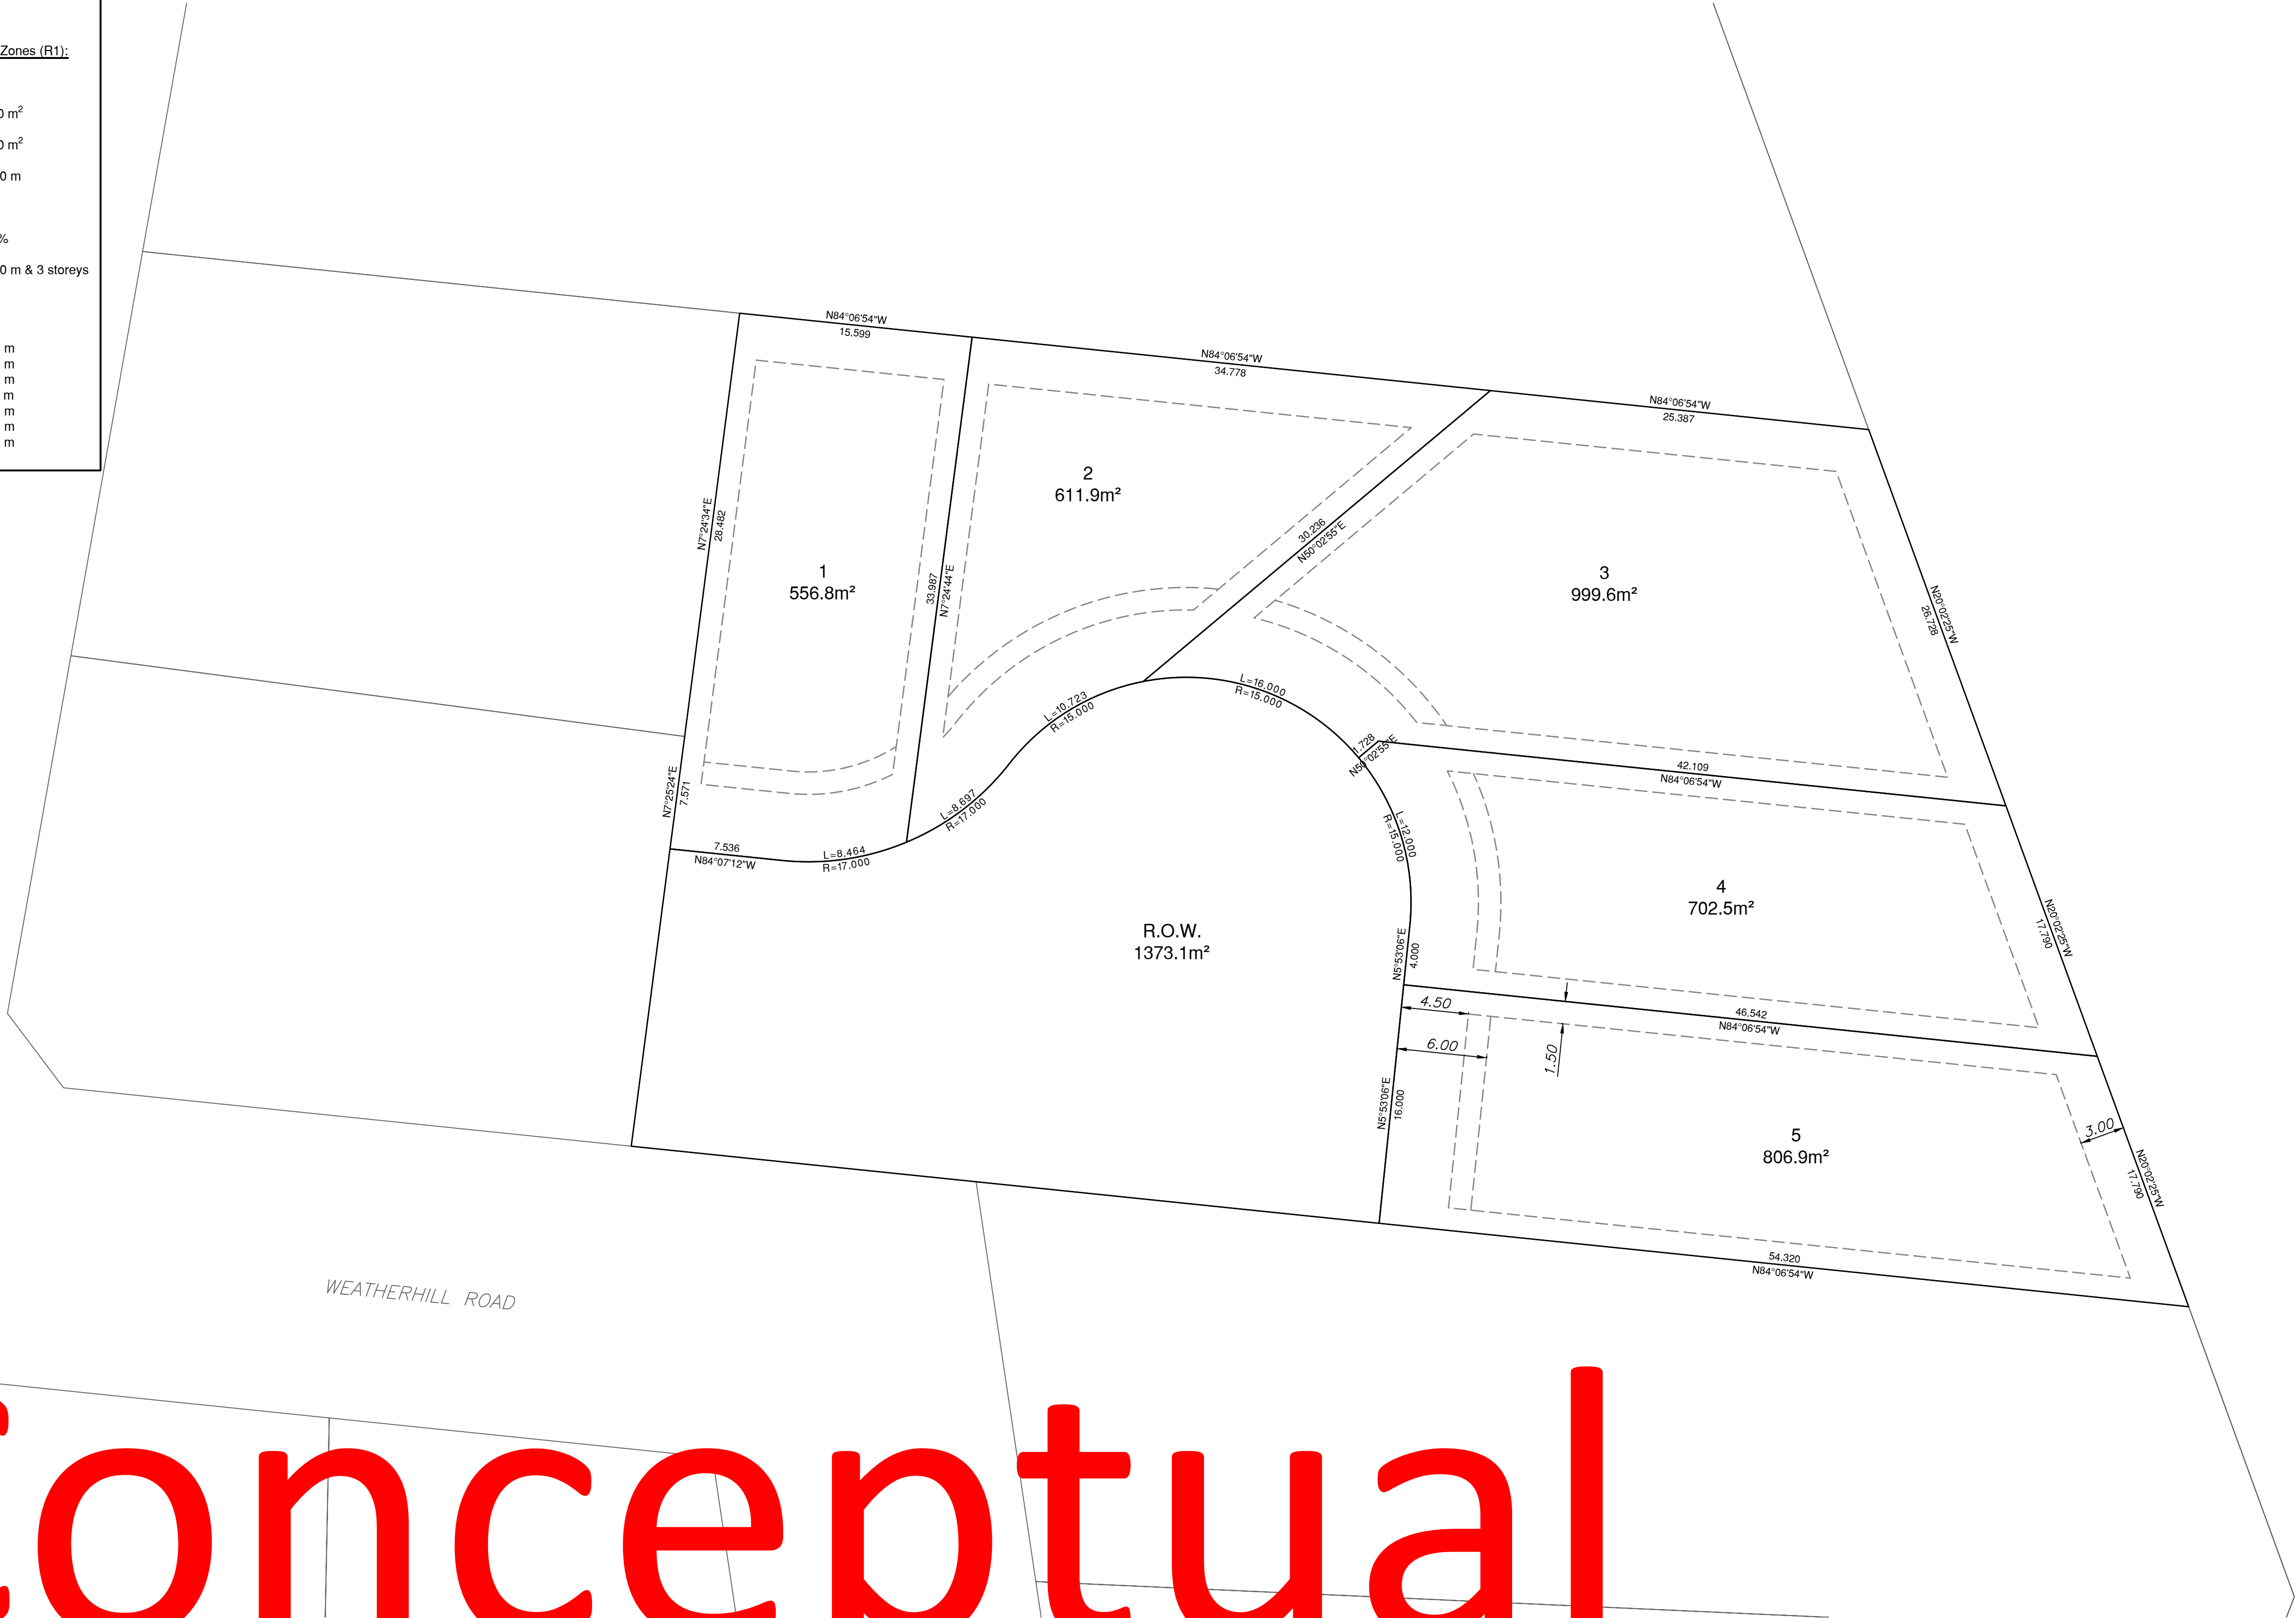 Zones (R1):
0 m²
0 m²
0 m
%
0 m & 3 storeys
m
m
m
m
m
m
m
N84°06'54"W
15.599
N84°06'54"W
34.778
N84°06'54"W
25.387
N7°24'34"E
28.482
1
556.8m²
33.987
N7°24'44"E
2
611.9m²
30.236
N50°02'55"E
3
999.6m²
N20°02'25"W
26.728
N7°25'24"E
7.571
7.536
N84°07'12"W
L=8.464
R=17.000
L=8.697
R=17.000
L=10.723
R=15.000
L=16.000
R=15.000
1.728
N50°02'55"E
42.109
N84°06'54"W
L=12.000
R=15.000
4
702.5m²
N20°02'25"W
17.790
R.O.W.
1373.1m²
N5°53'06"E
4.000
4.50
46.542
N84°06'54"W
6.00
1.50
N5°53'06"E
16.000
5
806.9m²
3.00
N20°02'25"W
17.790
54.320
N84°06'54"W
WEATHERHILL ROAD
Conceptual